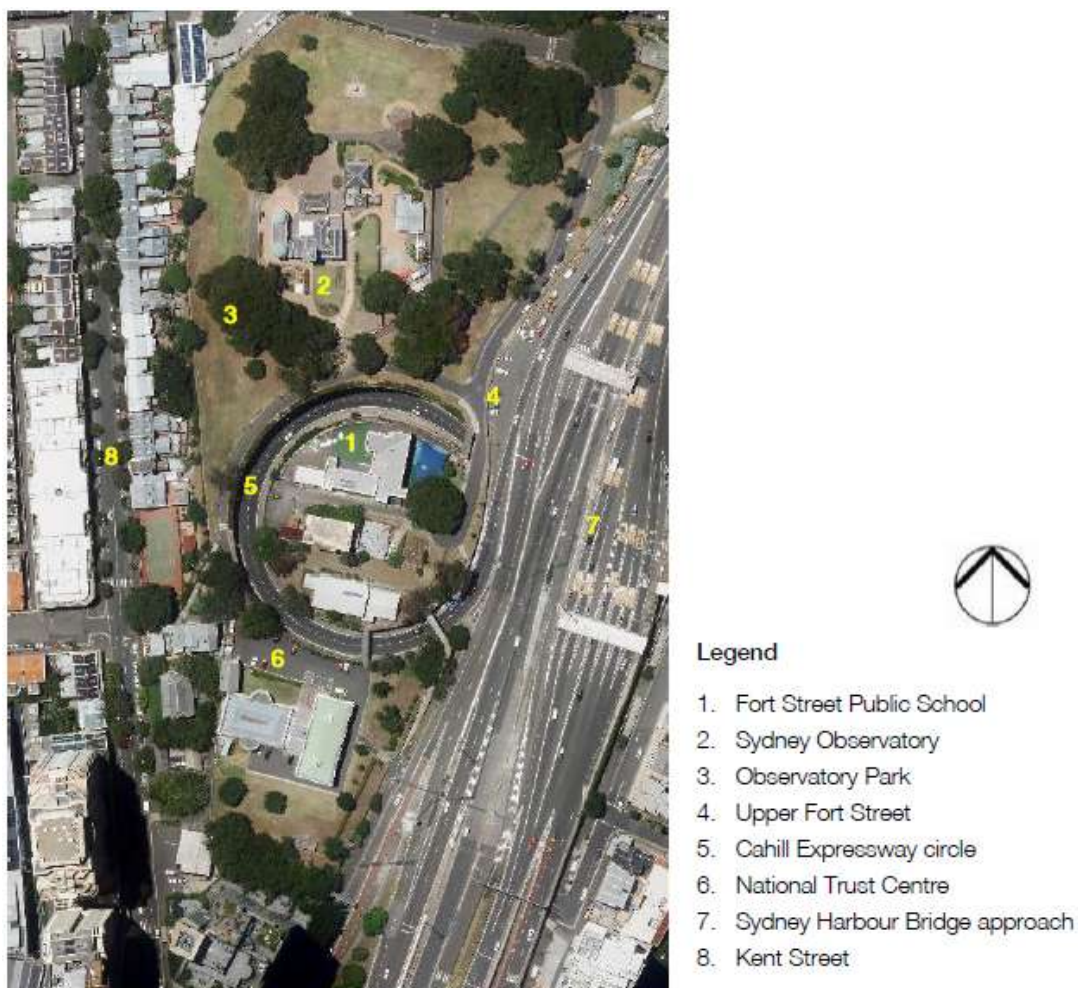 2
3
4
1
8
5
7
6
Legend
1. Fort Street Public School
2. Sydney Observatory
3. Observatory Park
4. Upper Fort Street
5. Cahill Expressway circle
6. National Trust Centre
7. Sydney Harbour Bridge approach
8. Kent Street